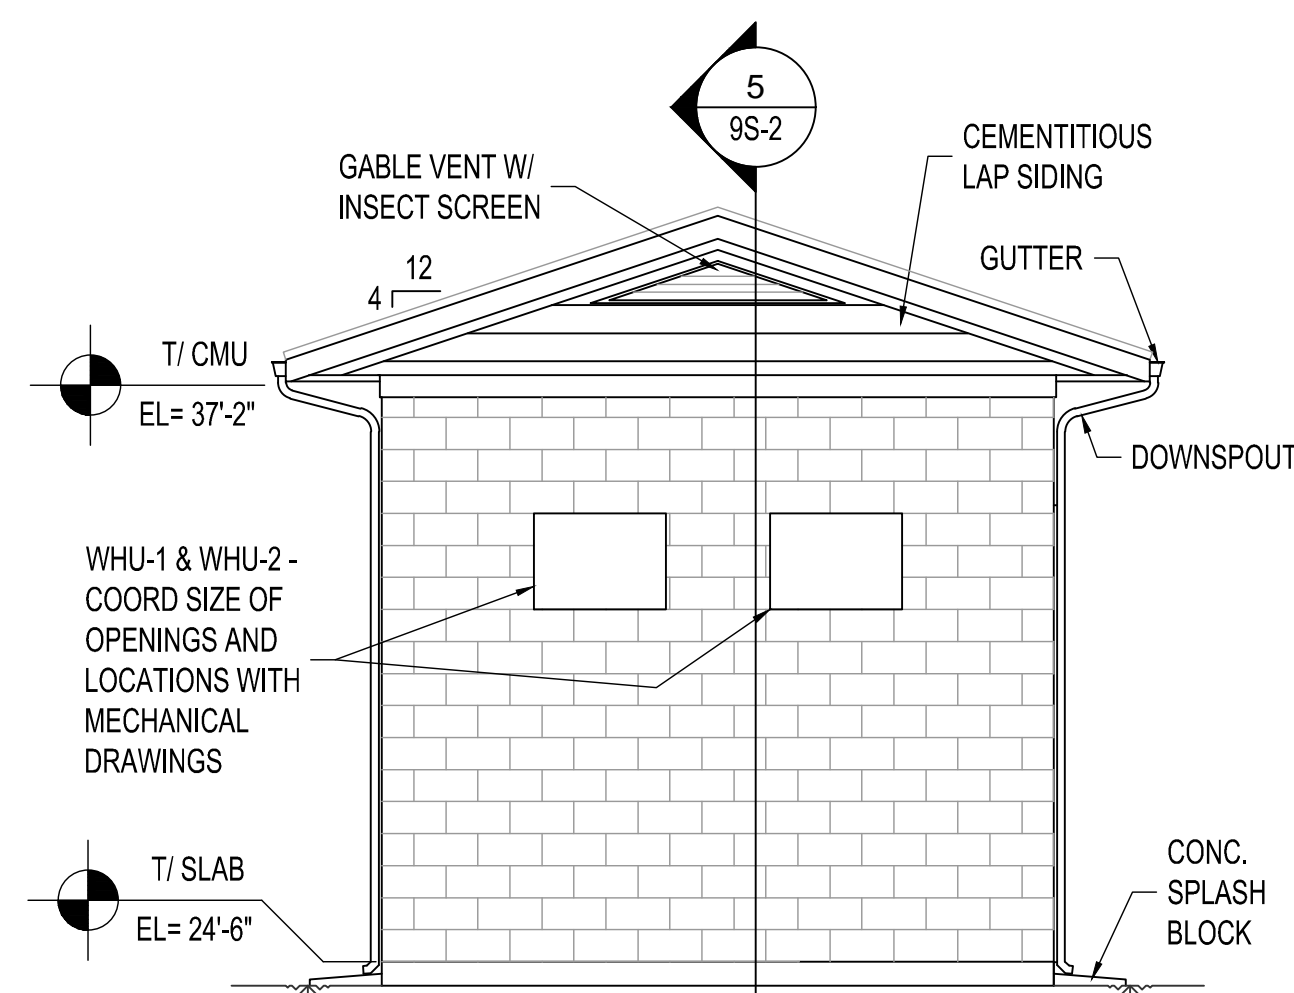 5
9S-2
CEMENTITIOUS
LAP SIDING
GABLE VENT W/
INSECT SCREEN
GUTTER
12
4
T/ CMU
EL= 37'-2"
DOWNSPOUT
WHU-1 & WHU-2 -
COORD SIZE OF
OPENINGS AND
LOCATIONS WITH
MECHANICAL
DRAWINGS
T/ SLAB
EL= 24'-6"
CONC.
SPLASH
BLOCK